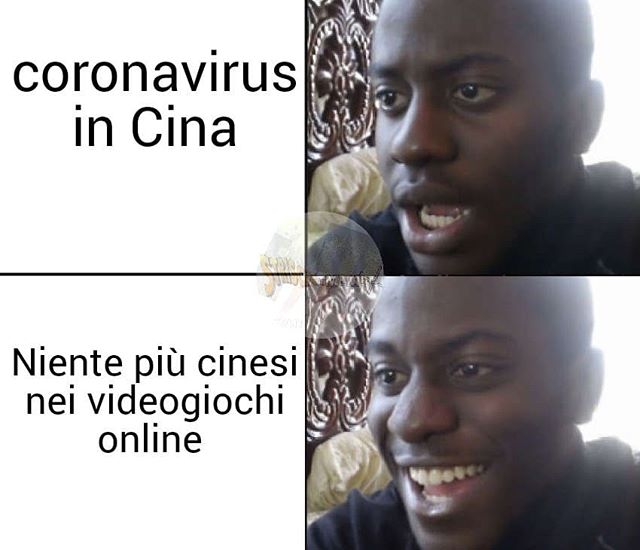 coronavirus
in Cina
Niente più cinesi
nei videogiochi
online